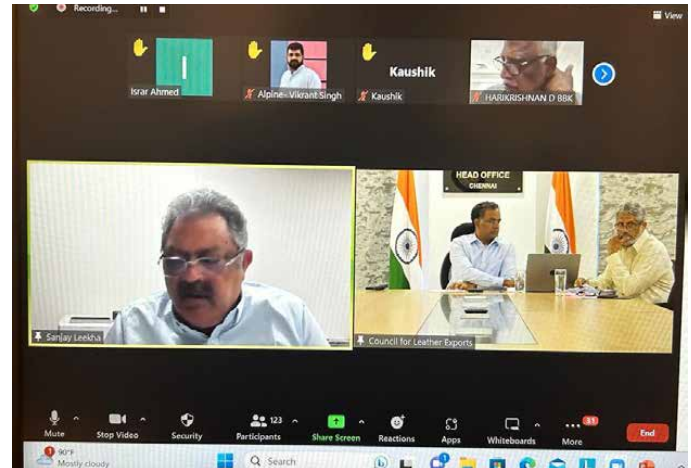 Recording...
View
I
Kaushik
Israr Ahmed
Alpine - Vikrant Singh
Kaushik
HARIKRISHNAN D BBK
HEAD OFFICE
CHENNAI
Sanjay Leekha
Council for Leather Exports
123
31
Mute
Stop Video
Security
Participants
Share Screen
Reactions
Apps
Whiteboards
More
End
1
90°F
Mostly cloudy
Search